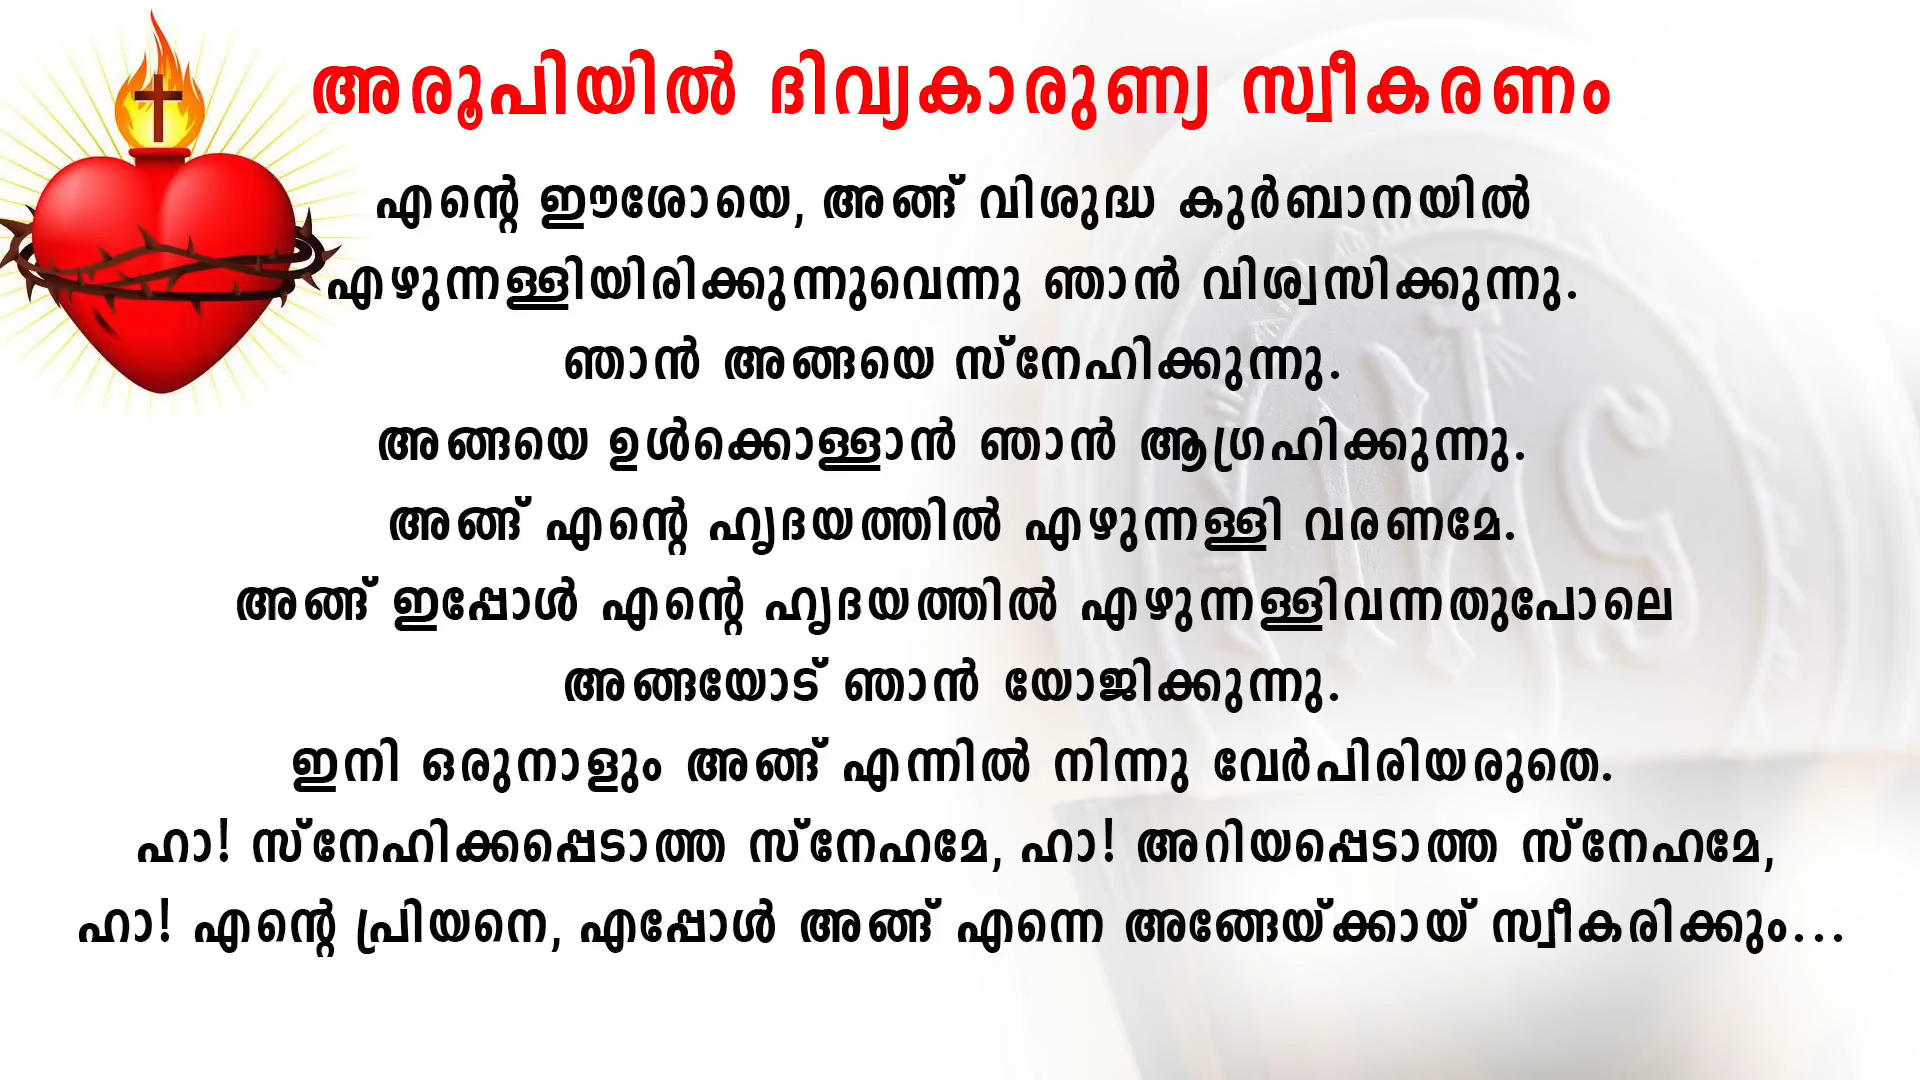 അരൂപിയിൽ ദിവ്യകാരുണ്യ സ്വീകരണം
എന്റെ ഈശോയെ, അങ്ങ് വിശുദ്ധ കുർബാനയിൽ
എഴുന്നള്ളിയിരിക്കുന്നുവെന്നു ഞാൻ വിശ്വസിക്കുന്നു.
ഞാൻ അങ്ങയെ സ്നേഹിക്കുന്നു.
അങ്ങയെ ഉൾക്കൊള്ളാൻ ഞാൻ ആഗ്രഹിക്കുന്നു.
അങ്ങ് എന്റെ ഹൃദയത്തിൽ എഴുന്നള്ളി വരണമേ.
അങ്ങ് ഇപ്പോൾ എന്റെ ഹൃദയത്തിൽ എഴുന്നള്ളിവന്നതുപോലെ
അങ്ങയോട് ഞാൻ യോജിക്കുന്നു.
ഇനി ഒരുനാളും അങ്ങ് എന്നിൽ നിന്നു വേർപിരിയരുതെ.
ഹാ! സ്നേഹിക്കപ്പെടാത്ത സ്നേഹമേ, ഹാ! അറിയപ്പെടാത്ത സ്നേഹമേ,
ഹാ! എന്റെ പ്രിയനെ, എപ്പോൾ അങ്ങ് എന്നെ അങ്ങേയ്ക്കായ് സ്വീകരിക്കും...
IHS